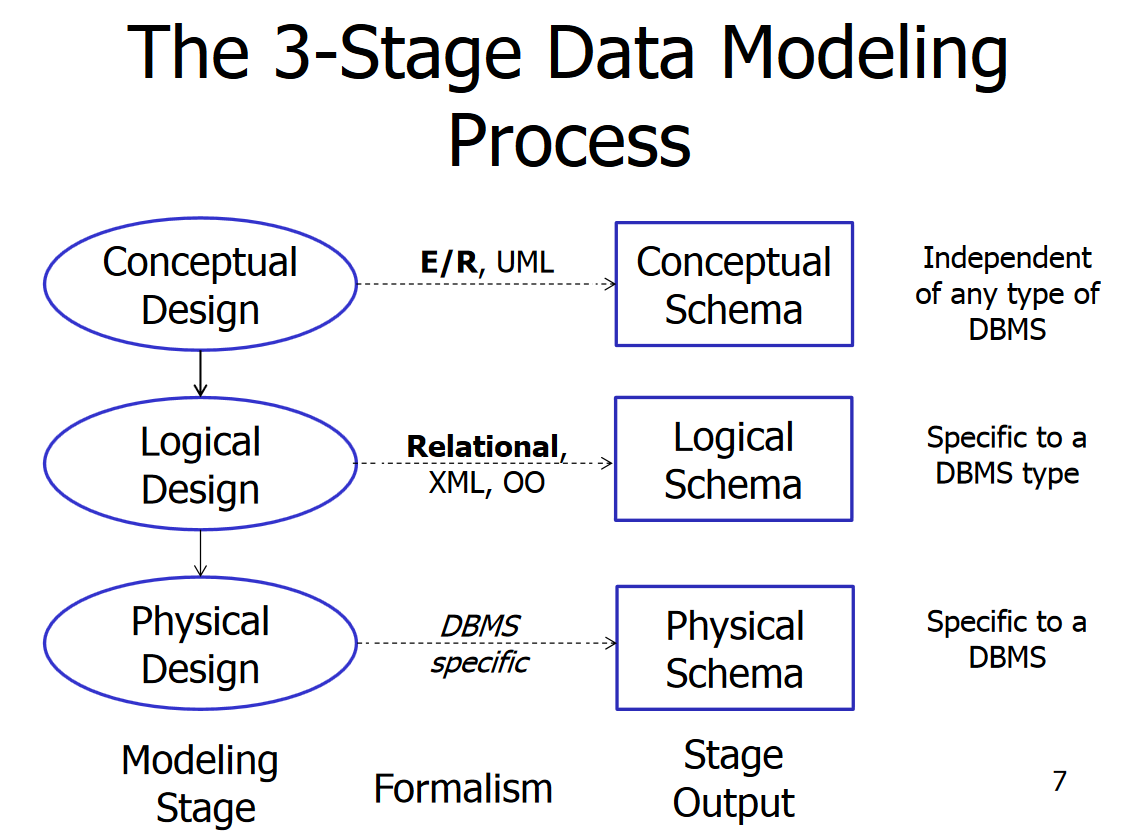 The 3-Stage Data Modeling
Process
Conceptual
Design
E/R, UML
Conceptual
Schema
Independent
of any type of
DBMS
Logical
Design
Relational,
XML, OO
Logical
Schema
Specific to a
DBMS type
Physical
Design
DBMS
specific
Physical
Schema
Specific to a
DBMS
Modeling
Stage
Formalism
Stage
Output
7